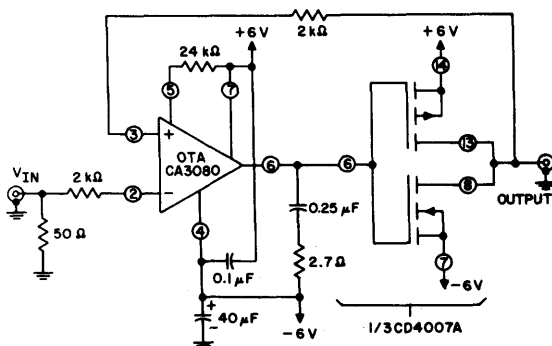 2kΩ
+6V
+6V
24kΩ
14
5
7
3
+
OTA
CA3080
13
VIN
2kΩ
2
-
6
6
8
OUTPUT
0.25μF
50Ω
4
2.7Ω
7
0.1μF
-6V
+
40μF
-
-6V
1/3CD4007A